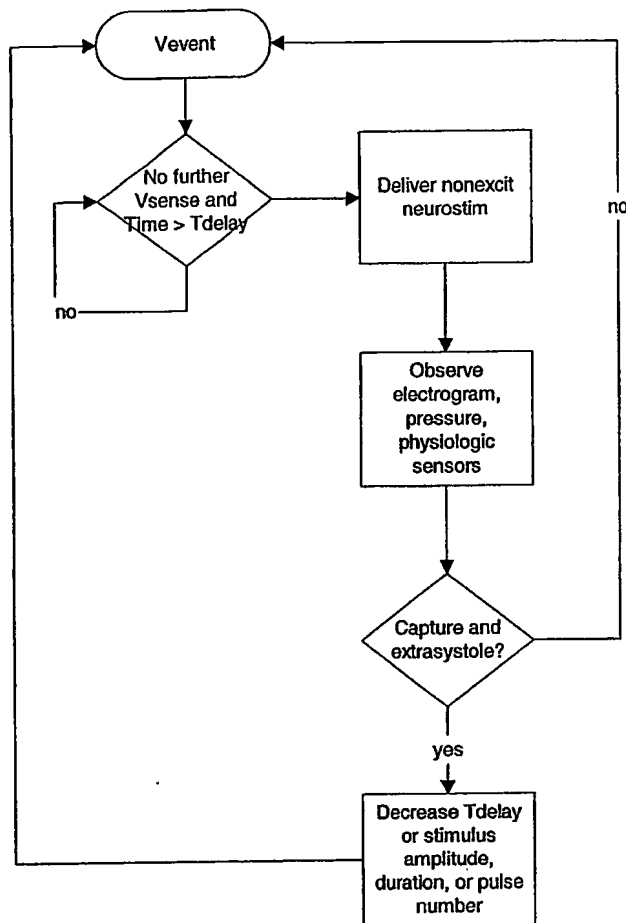 Vevent
No further
Vsense and
Time > Tdelay
no
Deliver nonexcit
neurostim
no
Observe
electrogram,
pressure,
physiologic
sensors
Capture and
extrasystole?
yes
Decrease Tdelay
or stimulus
amplitude,
duration, or pulse
number